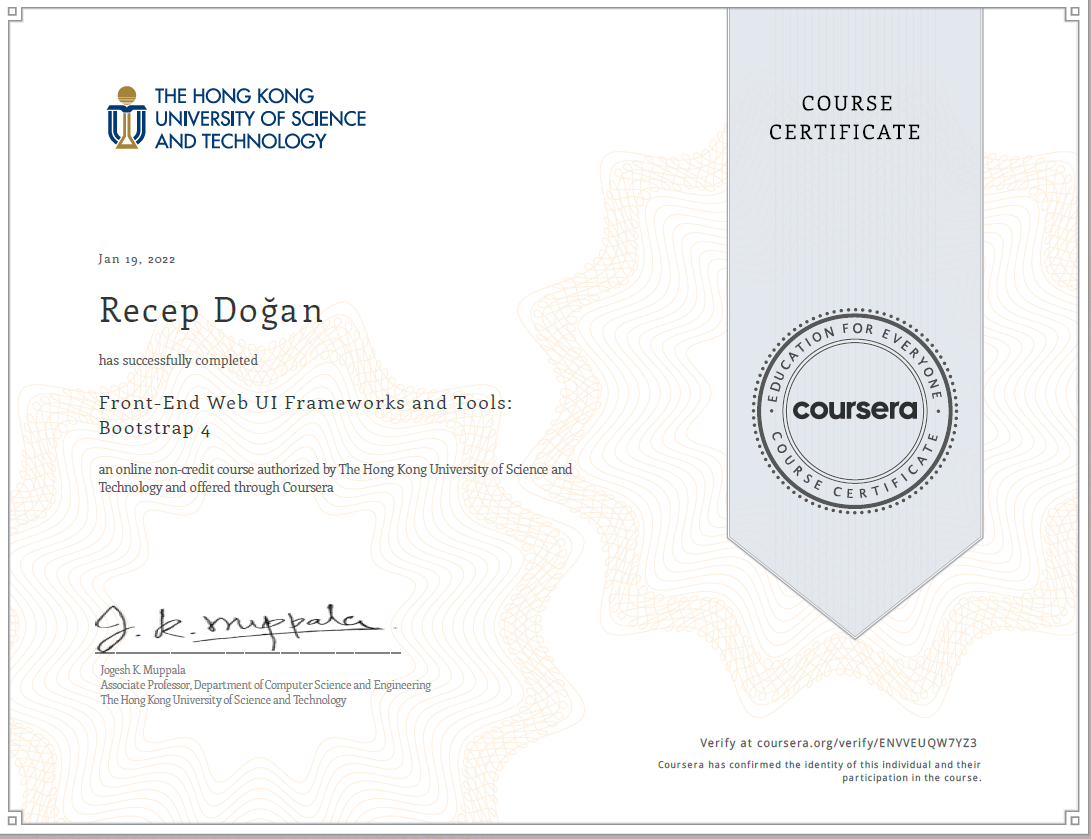 THE HONG KONG
UNIVERSITY OF SCIENCE
AND TECHNOLOGY
COURSE
CERTIFICATE
Jan 19, 2022
Recep Doğan
has successfully completed
Front-End Web UI Frameworks and Tools:
Bootstrap 4
an online non-credit course authorized by The Hong Kong University of Science and
Technology and offered through Coursera
EDUCATION FOR EVERYONE
coursera
COURSE CERTIFICATE
J. K. Muppala
Jogesh K. Muppala
Associate Professor, Department of Computer Science and Engineering
The Hong Kong University of Science and Technology
Verify at coursera.org/verify/ENVVEUQW7YZ3
Coursera has confirmed the identity of this individual and their
participation in the course.